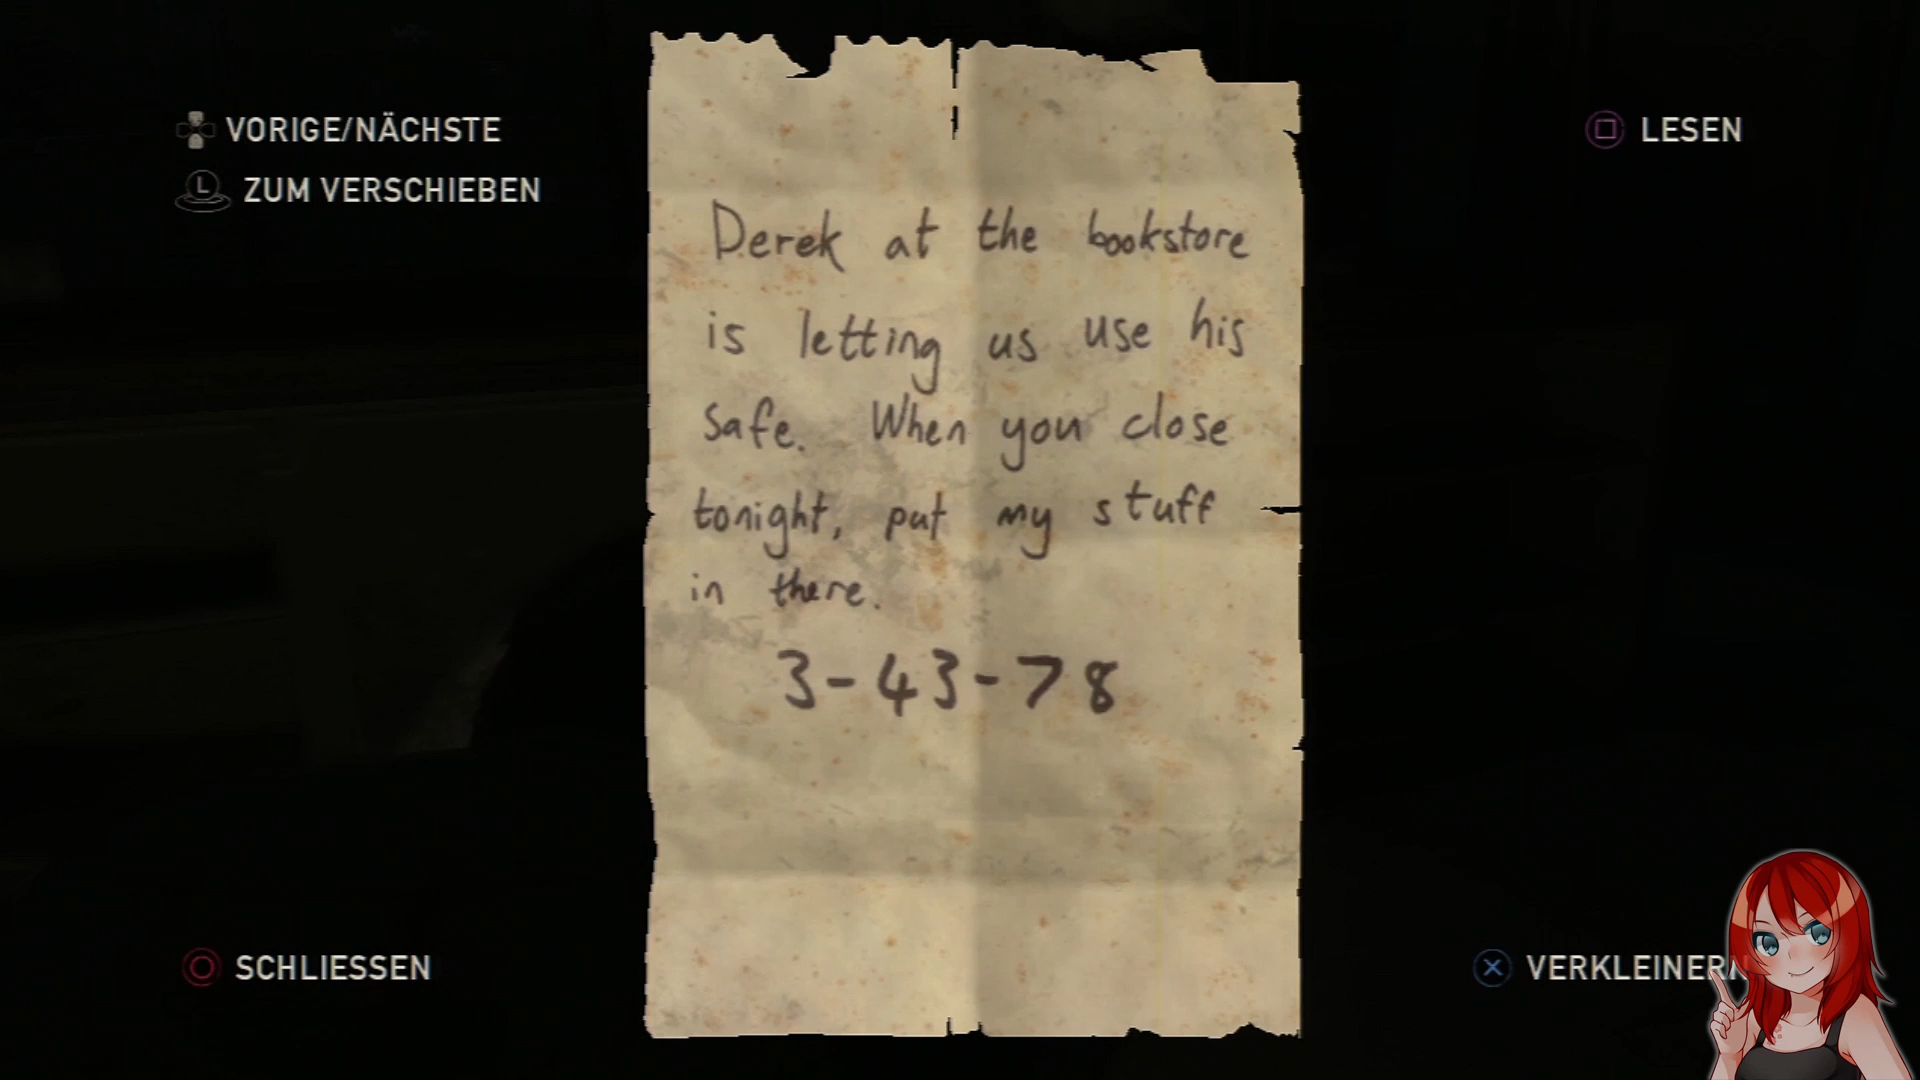 VORIGE/NÄCHSTE
L ZUM VERSCHIEBEN
LESEN
Derek at the bookstore
is letting us use his
safe. When you close
tonight, put my stuff
in there.
3-43-78
SCHLIESSEN
VERKLEINERN